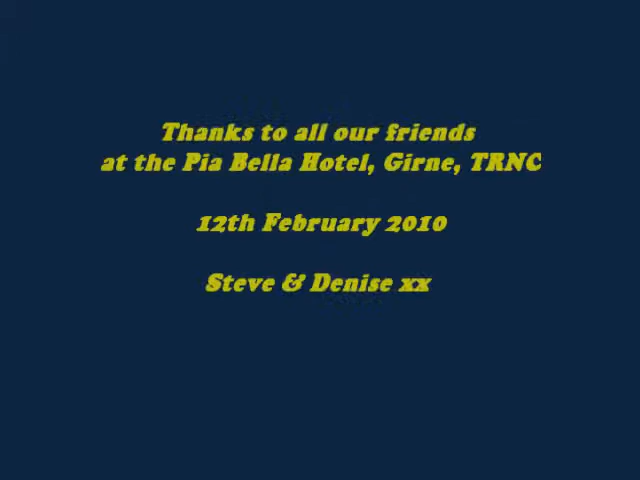 Thanks to all our friends
at the Pia Bella Hotel, Girne, TRNC
12th February 2010
Steve & Denise xx